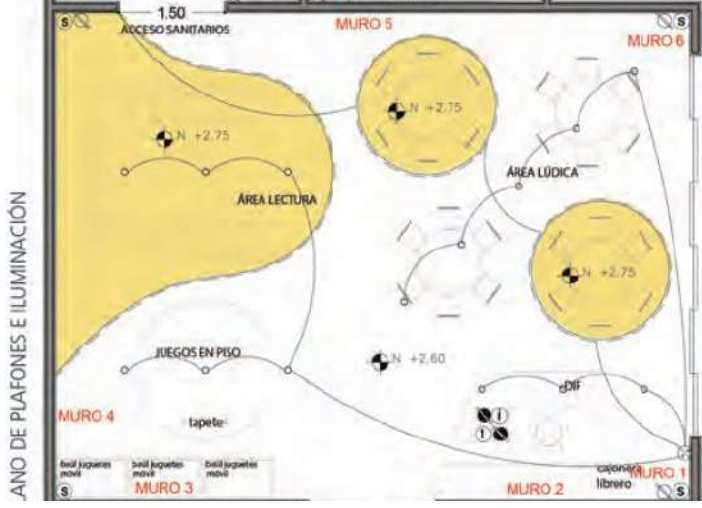 1.50
ACCESO SANITARIOS
MURO 5
MURO 6
S
S
N +2.75
N +2.75
ÁREA LECTURA
ÁREA LÚDICA
N +2.75
JUEGOS EN PISO
N +2.60
DIF
MURO 4
tapete
baúl juguetes
móvil
baúl juguetes
móvil
baúl juguetes
móvil
cajonera
librero
MURO 1
S
MURO 3
MURO 2
S
LANO DE PLAFONES E ILUMINACIÓN